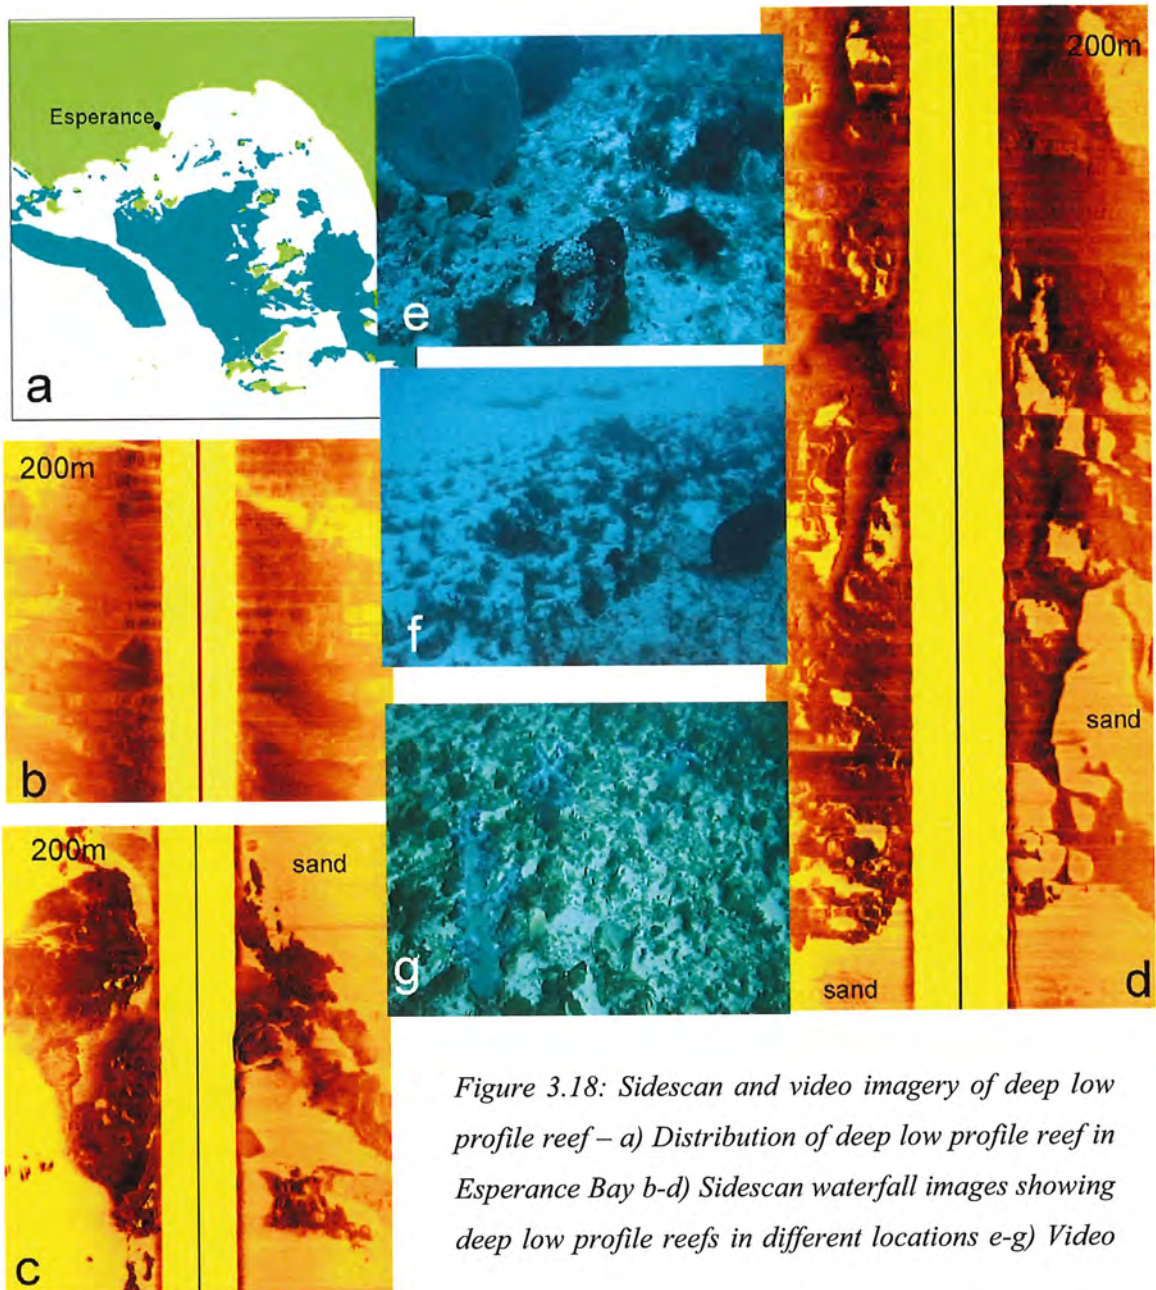 Esperance
a
200m
b
200m
sand
c
e
f
g
200m
sand
sand
d
Figure 3.18: Sidescan and video imagery of deep low
profile reef – a) Distribution of deep low profile reef in
Esperance Bay b-d) Sidescan waterfall images showing
deep low profile reefs in different locations e-g) Video